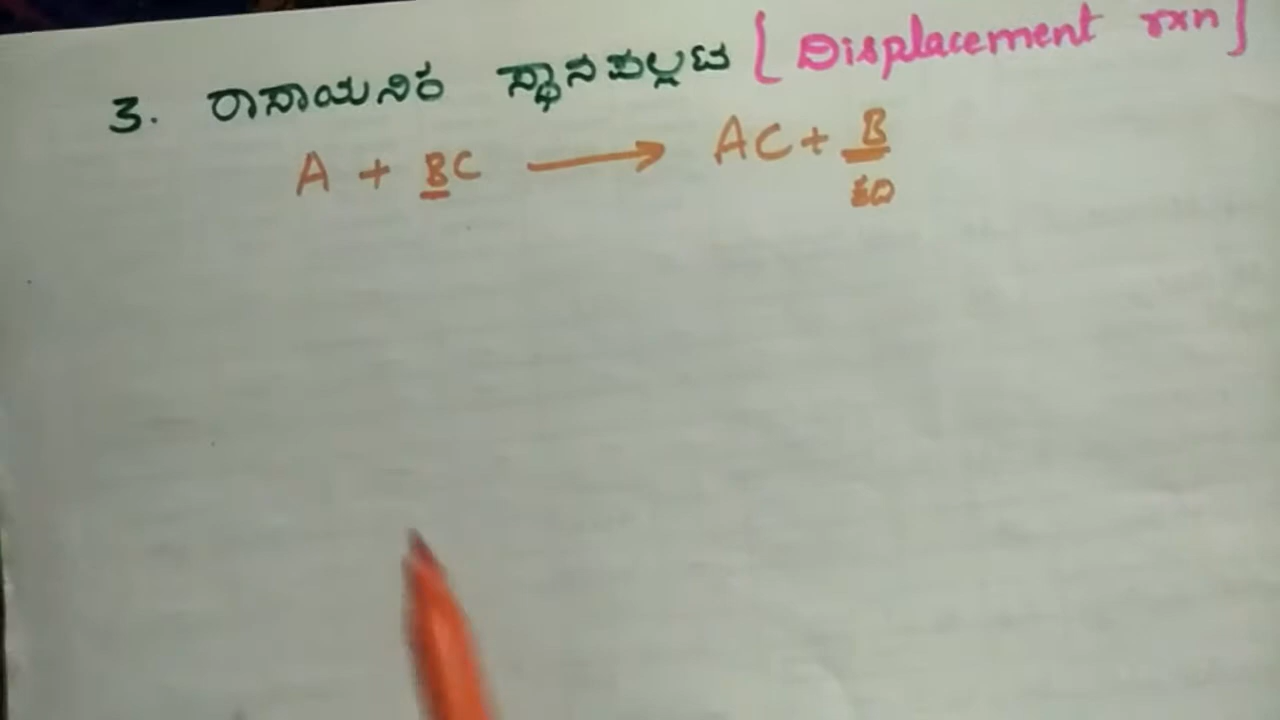 3. ರಾಸಾಯನಿಕ ಸ್ಥಾನಪಲ್ಲಟ [ Displacement rxn ]
A + BC → AC + B